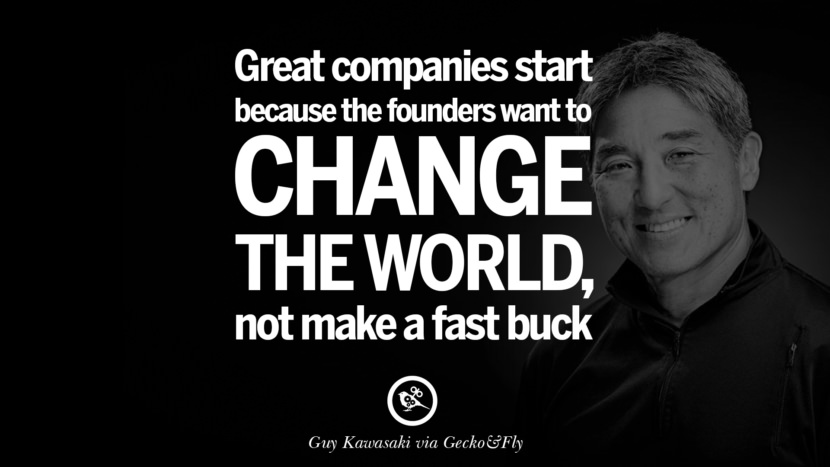 Great companies start
because the founders want to
CHANGE
THE WORLD,
not make a fast buck
Guy Kawasaki via Gecko&Fly